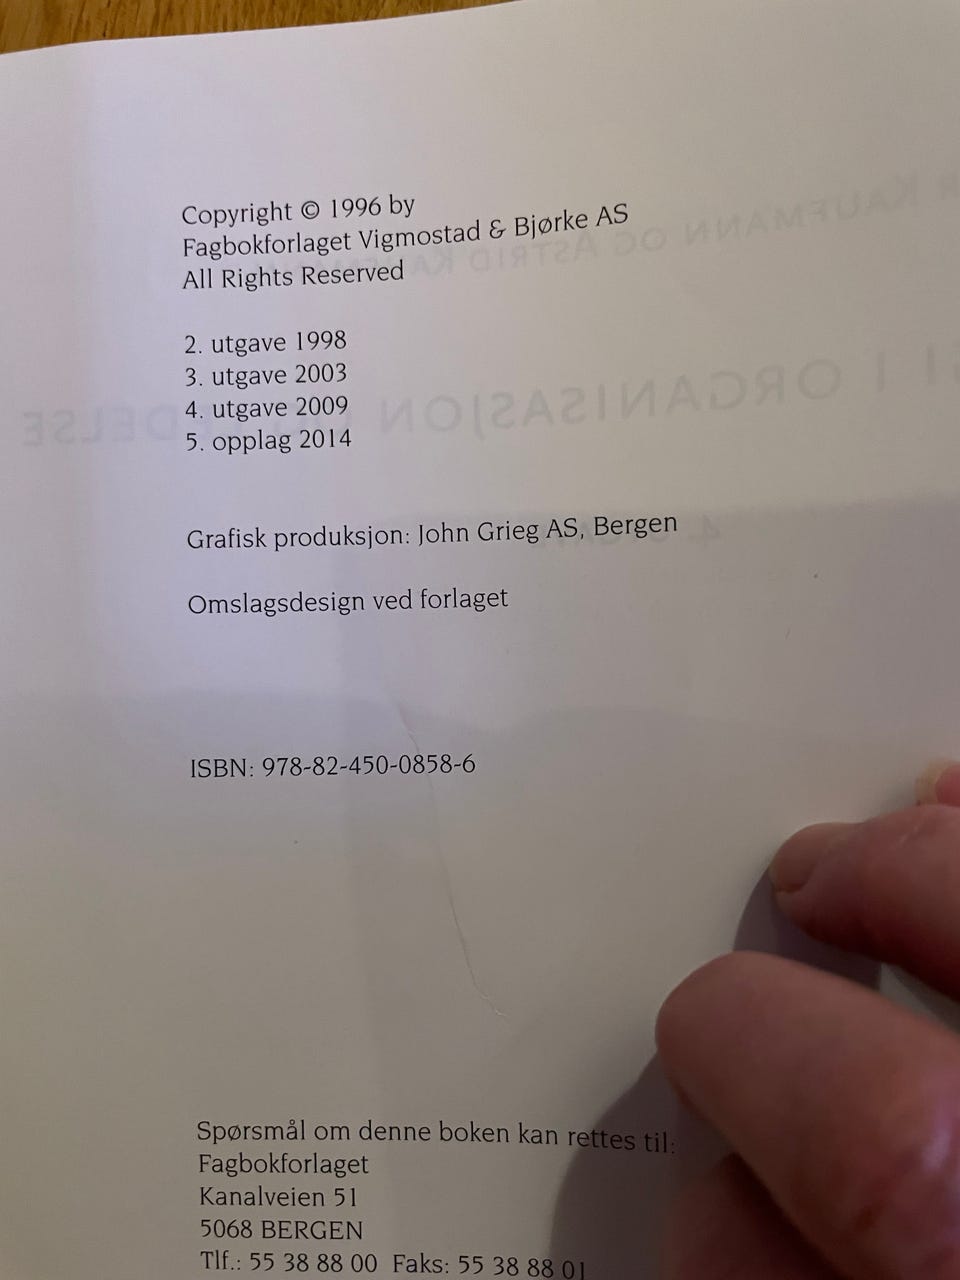 Copyright © 1996 by
Fagbokforlaget Vigmostad & Bjørke AS
All Rights Reserved
2. utgave 1998
3. utgave 2003
4. utgave 2009
5. opplag 2014
Grafisk produksjon: John Grieg AS, Bergen
Omslagsdesign ved forlaget
ISBN: 978-82-450-0858-6
Spørsmål om denne boken kan rettes til:
Fagbokforlaget
Kanalveien 51
5068 BERGEN
Tlf.: 55 38 88 00 Faks: 55 38 88 01